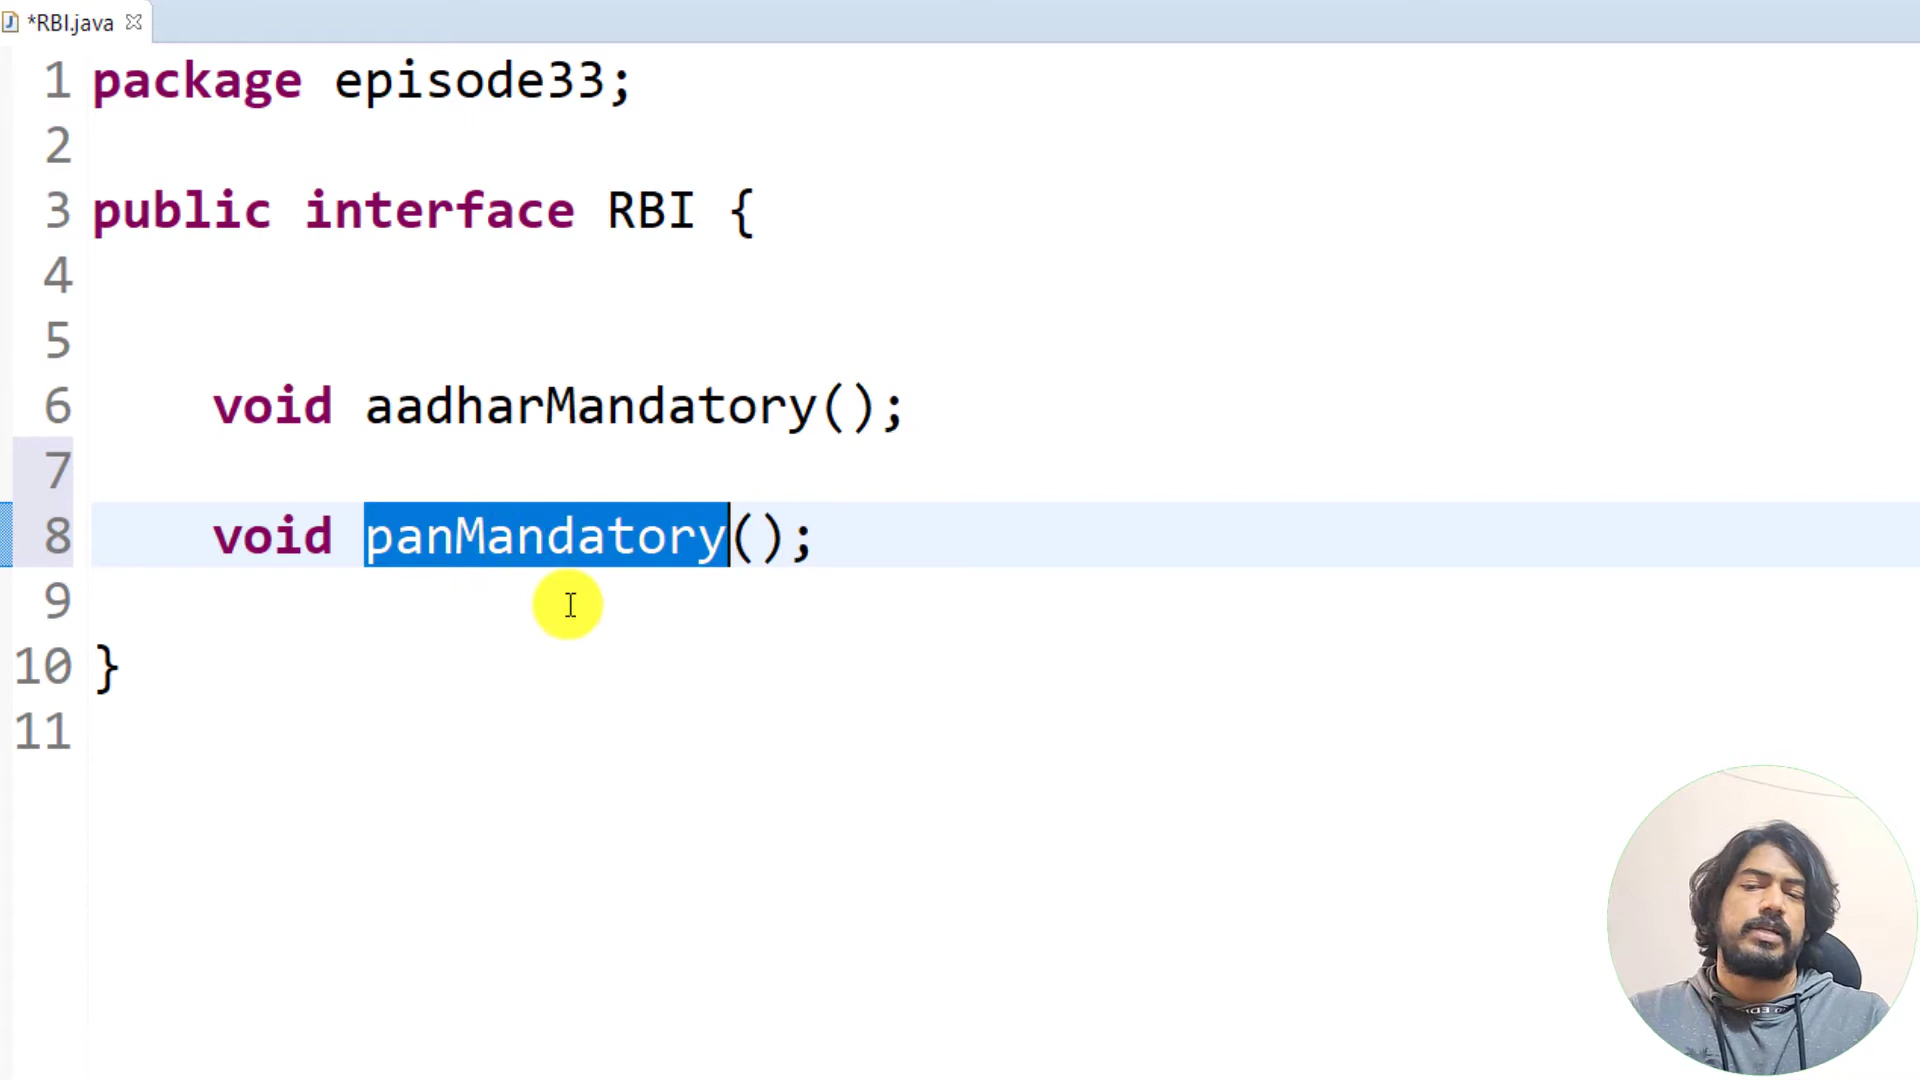 *RBI.java
1 package episode33;
2
3 public interface RBI {
4
5
6 void aadharMandatory();
7
8 void panMandatory();
9
10 }
11